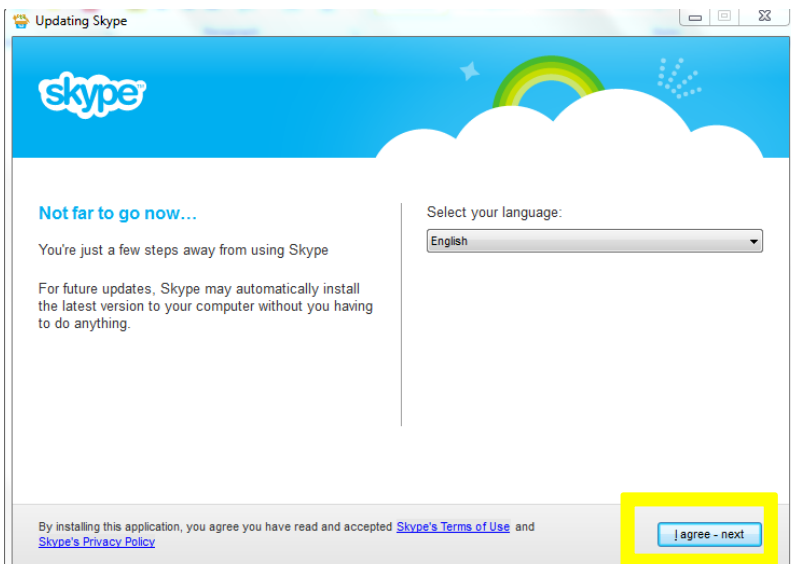 Updating Skype
skype
Not far to go now...
You're just a few steps away from using Skype
For future updates, Skype may automatically install
the latest version to your computer without you having
to do anything.
Select your language:
English
By installing this application, you agree you have read and accepted Skype's Terms of Use and
Skype's Privacy Policy
I agree - next